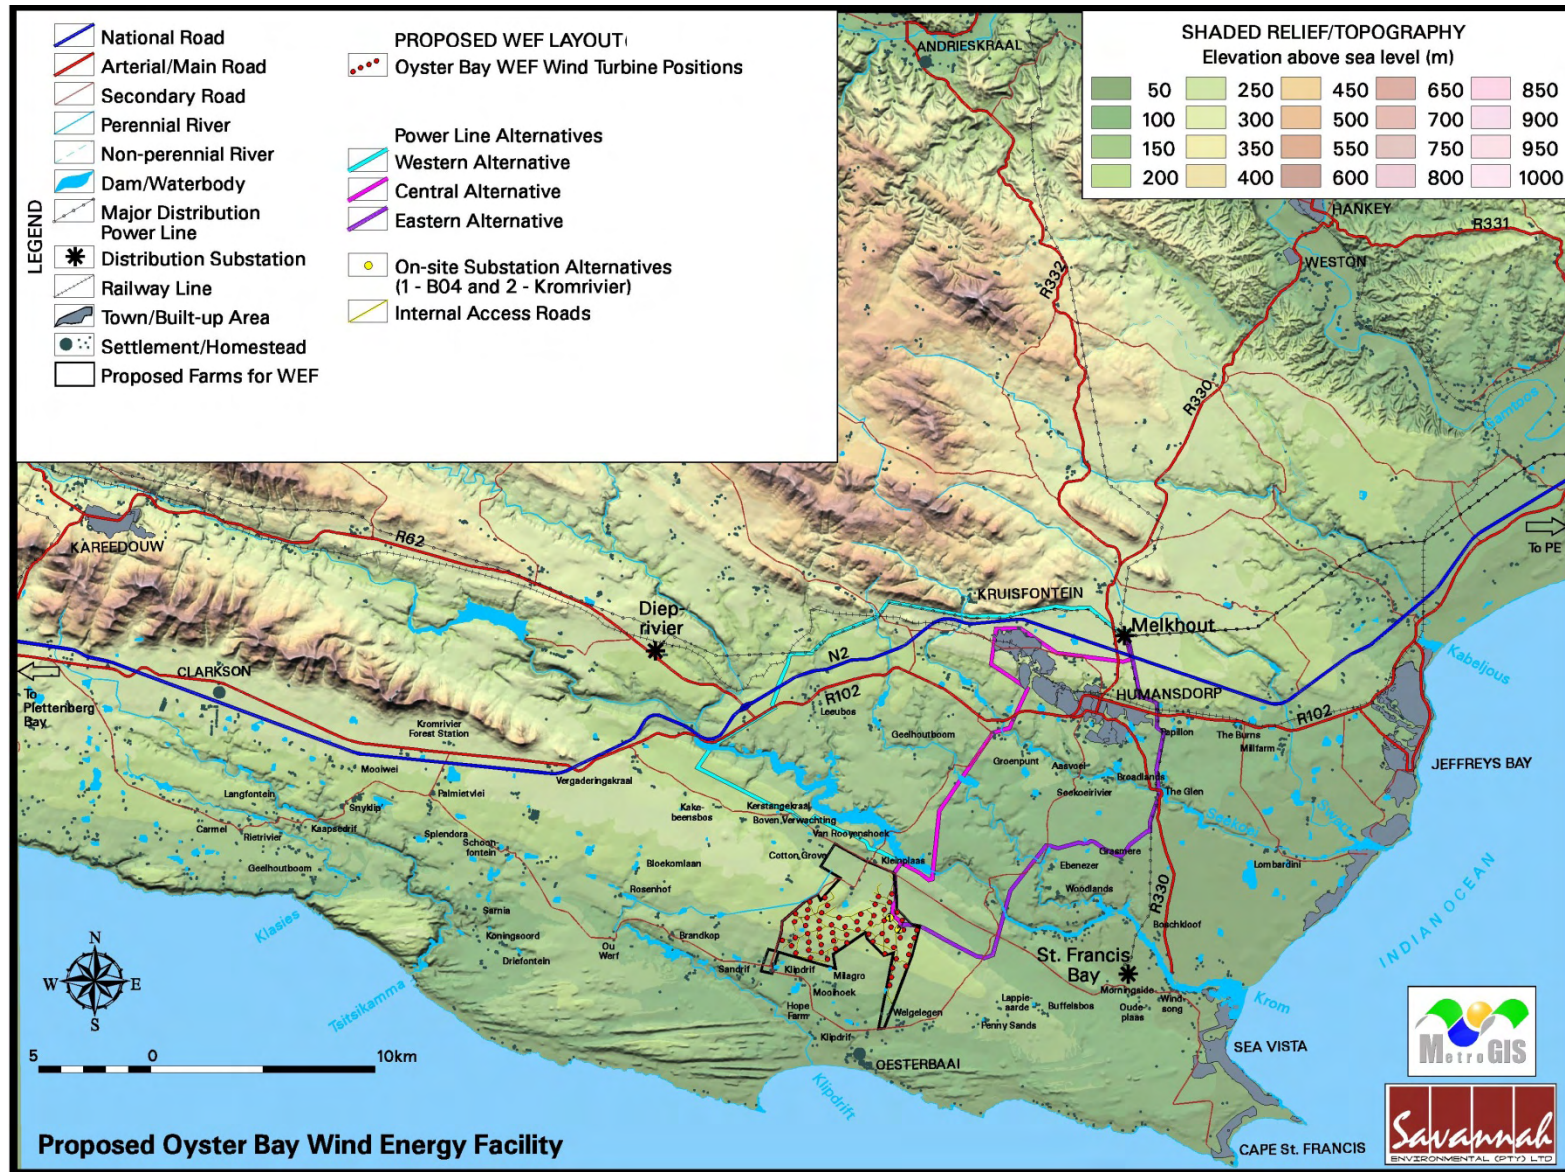 LEGEND
National Road
Arterial/Main Road
Secondary Road
Perennial River
Non-perennial River
Dam/Waterbody
Major Distribution
Power Line
Distribution Substation
Railway Line
Town/Built-up Area
Settlement/Homestead
Proposed Farms for WEF
PROPOSED WEF LAYOUT
Oyster Bay WEF Wind Turbine Positions
Power Line Alternatives
Western Alternative
Central Alternative
Eastern Alternative
On-site Substation Alternatives
(1 - B04 and 2 - Kromrivier)
Internal Access Roads
SHADED RELIEF/TOPOGRAPHY
Elevation above sea level (m)
50 250 450 650 850
100 300 500 700 900
150 350 550 750 950
200 400 600 800 1000
ANDRIESKRAAL
HANKEY
R331
WESTON
R332
R330
Gamtoos
To PE
KAREEDOUW
R62
KRUISFONTEIN
Diep-
rivier
Melkhout
N2
Kabeljous
CLARKSON
To
Plettenberg
Bay
R102
HUMANSDORP
R102
Leeubos
Kromrivier
Forest Station
Geelhoutboom
Papillon
The Burns
Millfarm
JEFFREYS BAY
Mooiwei
Vergaderingskraal
Groenpunt
Aasvoel
Broadlands
Langfontein
Palmietvlei
Seekoeirivier
The Glen
Snyklip
Kake-
beensbos
Kerstangekraal
Boven Verwachting
Seekoei
Swart
Carmel
Rietrivier
Kaapsedrif
Splendora
Schoon-
fontein
Van Rooyenshoek
Cotton Grove
Kleinplaas
Grasmere
Geelhoutboom
Bloekomlaan
Ebenezer
Lombardini
Rosenhof
Woodlands
Klasies
Sarnia
Koningsoord
Driefontein
Ou
Werf
Brandkop
R330
Boschkloof
INDIAN OCEAN
1
2
Sandrif
Klipdrif
Milagro
Mooihoek
St. Francis
Bay
Hope
Farm
Welgelegen
Lappie-
aarde
Buffelsbos
Morningside
Oude-
plaas
Wind-
song
Krom
Penny Sands
Klipdrif
Tsitsikamma
OESTERBAAI
SEA VISTA
Klipdrift
CAPE St. FRANCIS
N
W E
S
5 0 10km
Proposed Oyster Bay Wind Energy Facility
MetroGIS
Savannah
ENVIRONMENTAL (PTY) LTD